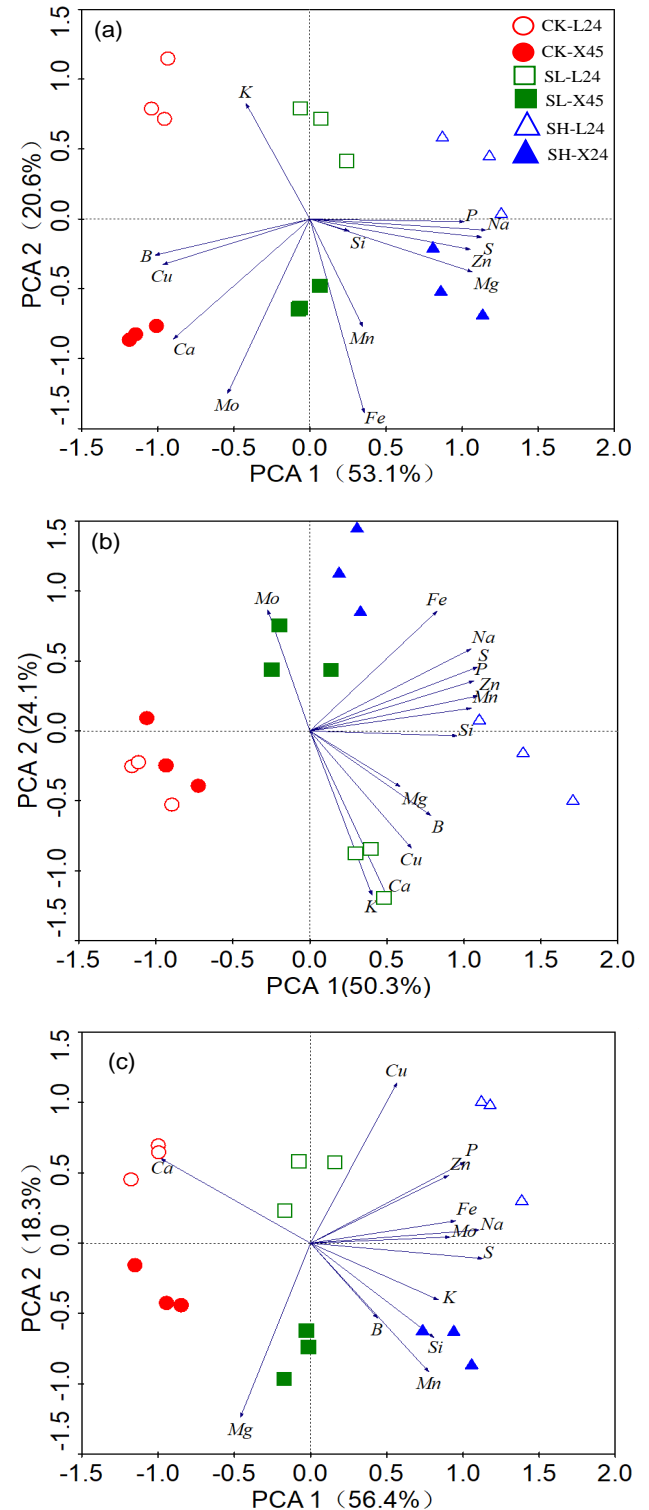 (a)
CK-L24
CK-X45
SL-L24
SL-X45
SH-L24
SH-X24
1.5
1.0
0.5
0.0
-0.5
-1.0
-1.5
PCA 2 (20.6%)
K
B
Cu
Ca
Mo
Si
Mn
Fe
P
Na
S
Zn
Mg
-1.5 -1.0 -0.5 0.0 0.5 1.0 1.5 2.0
PCA 1（53.1%）
(b)
1.5
1.0
0.5
0.0
-0.5
-1.0
-1.5
PCA 2 (24.1%)
Mo
Fe
Na
S
P
Zn
Mn
Si
Mg
B
Cu
Ca
K
-1.5 -1.0 -0.5 0.0 0.5 1.0 1.5 2.0
PCA 1(50.3%)
(c)
1.5
1.0
0.5
0.0
-0.5
-1.0
-1.5
PCA 2（18.3%）
Cu
Ca
P
Zn
Fe
Na
Mo
S
K
B
Si
Mn
Mg
-1.5 -1.0 -0.5 0.0 0.5 1.0 1.5 2.0
PCA 1（56.4%）